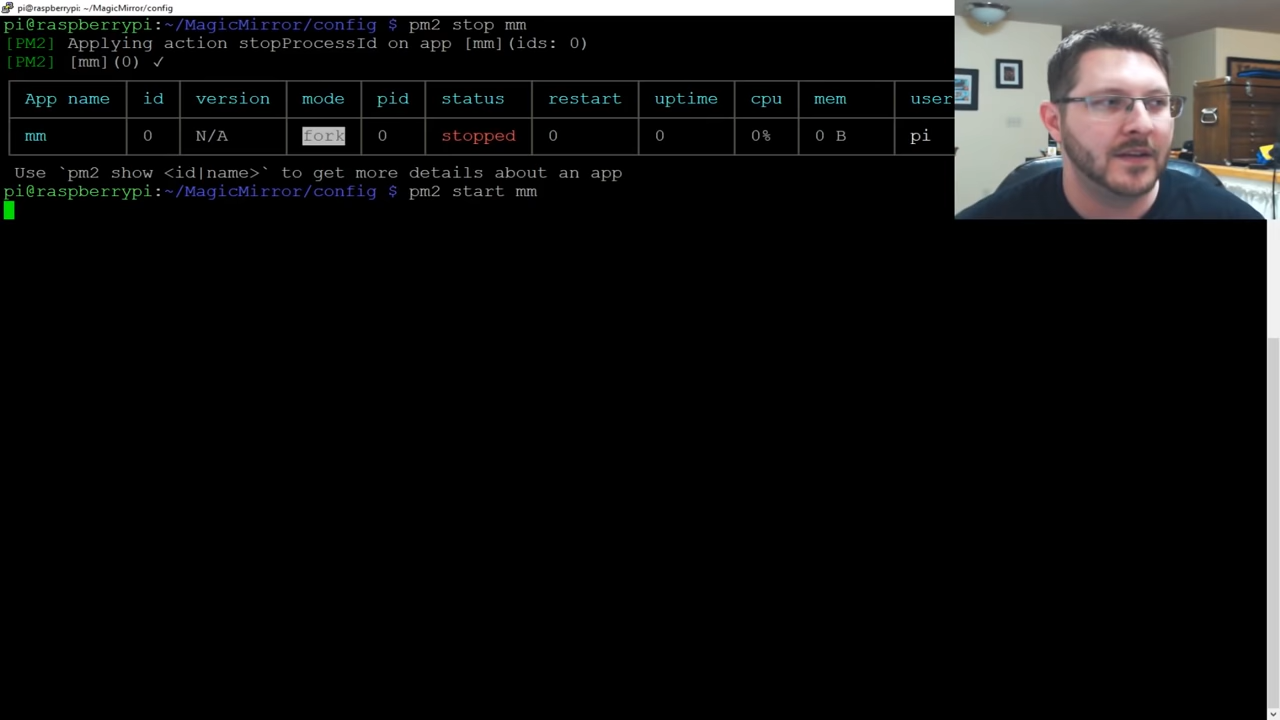 pi@raspberrypi: ~/MagicMirror/config
pi@raspberrypi:~/MagicMirror/config $ pm2 stop mm
[PM2] Applying action stopProcessId on app [mm](ids: 0)
[PM2] [mm](0) ✓
App name id version mode pid status restart uptime cpu mem user
mm 0 N/A fork 0 stopped 0 0 0% 0 B pi
Use `pm2 show <id|name>` to get more details about an app
pi@raspberrypi:~/MagicMirror/config $ pm2 start mm